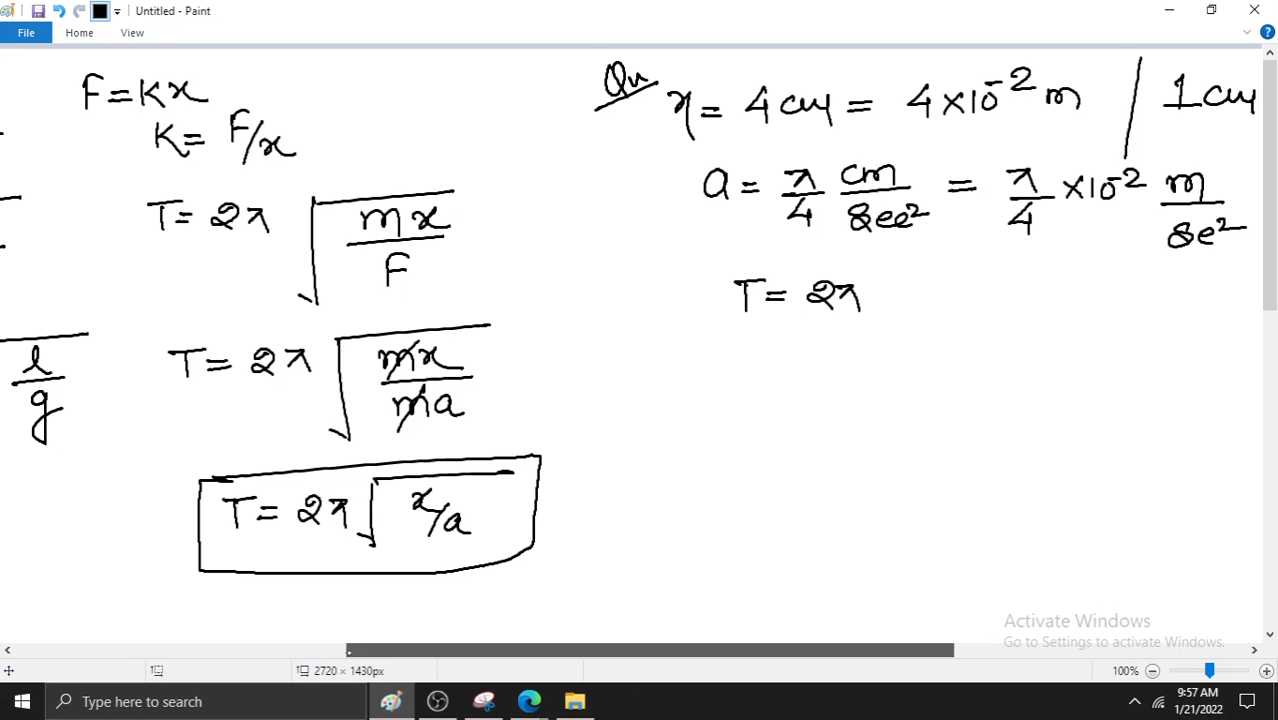 Untitled - Paint
File Home View
F=Kx
K= F/x
T= 2π √(mx/F)
l/g
T= 2π √(mx/ma)
T= 2π √(x/a)
Qu
x = 4 cm = 4×10⁻² m | 1 cm
a = π/4 cm/sec² = π/4 ×10⁻² m/se²
T= 2π
Activate Windows
Go to Settings to activate Windows.
2720 × 1430px
100%
Type here to search
9:57 AM
1/21/2022